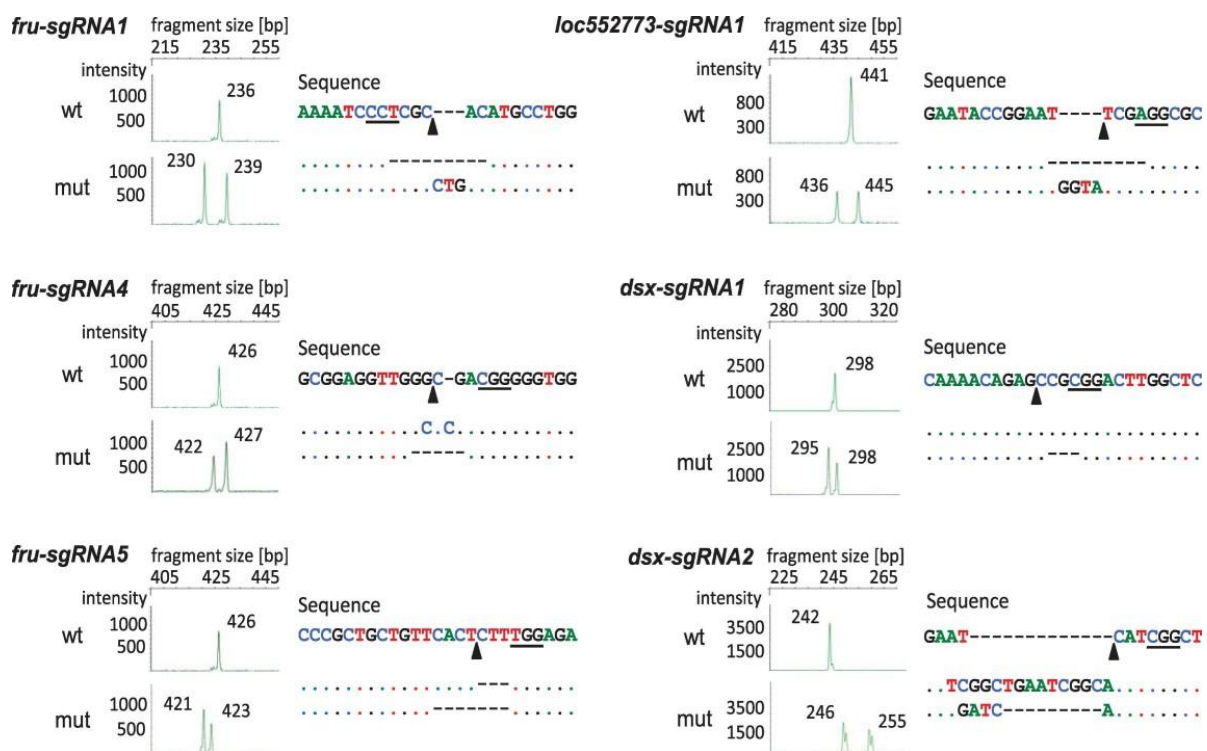 fru-sgRNA1
fragment size [bp]
215 235 255
intensity
wt
1000
500
236
Sequence
AAAATCCCTCGC---ACATGCCTGG
mut
1000
500
230
239
CTG
loc552773-sgRNA1
fragment size [bp]
415 435 455
intensity
wt
800
300
441
Sequence
GAATACCGGAAT----TCGAGGCGC
mut
800
300
436
445
GGTA
fru-sgRNA4
fragment size [bp]
405 425 445
intensity
wt
1000
500
426
Sequence
GCGGAGGTTGGGC-GACGGGGGTGG
mut
1000
500
422
427
C C
dsx-sgRNA1
fragment size [bp]
280 300 320
intensity
wt
2500
1000
298
Sequence
CAAAACAGAGCCGCGGACTTGGCTC
mut
2500
1000
295
298
fru-sgRNA5
fragment size [bp]
405 425 445
intensity
wt
1000
500
426
Sequence
CCCGCTGCTGTTCACTCTTTGGAGA
mut
1000
500
421
423
dsx-sgRNA2
fragment size [bp]
225 245 265
intensity
wt
3500
1500
242
Sequence
GAAT-------------CATCGGCT
mut
3500
1500
246
255
TCGGCTGAATCGGCA
GATC---------A